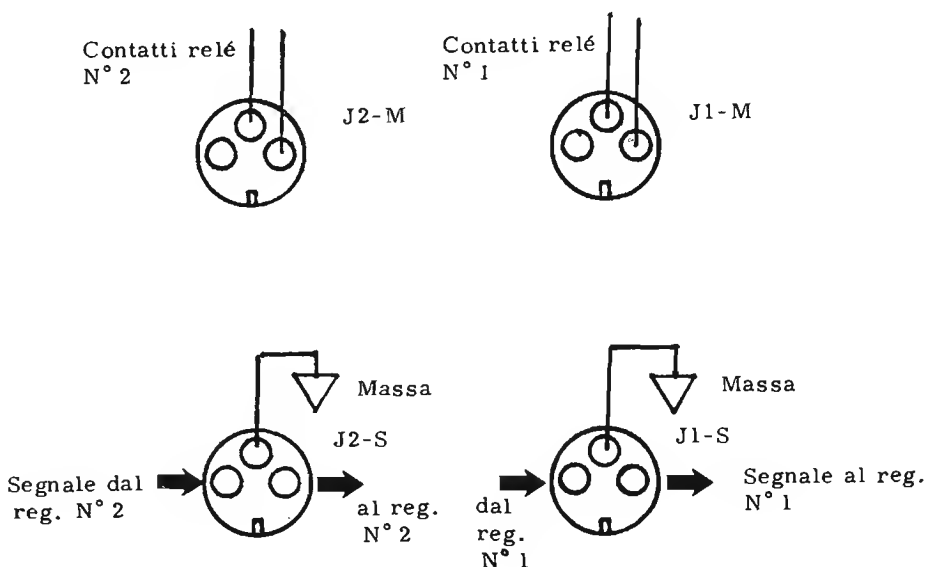 Contatti relé
N° 2
J2-M
Contatti relé
N° 1
J1-M
Massa
J2-S
Segnale dal
reg. N° 2
al reg.
N° 2
Massa
J1-S
dal
reg.
N° 1
Segnale al reg.
N° 1